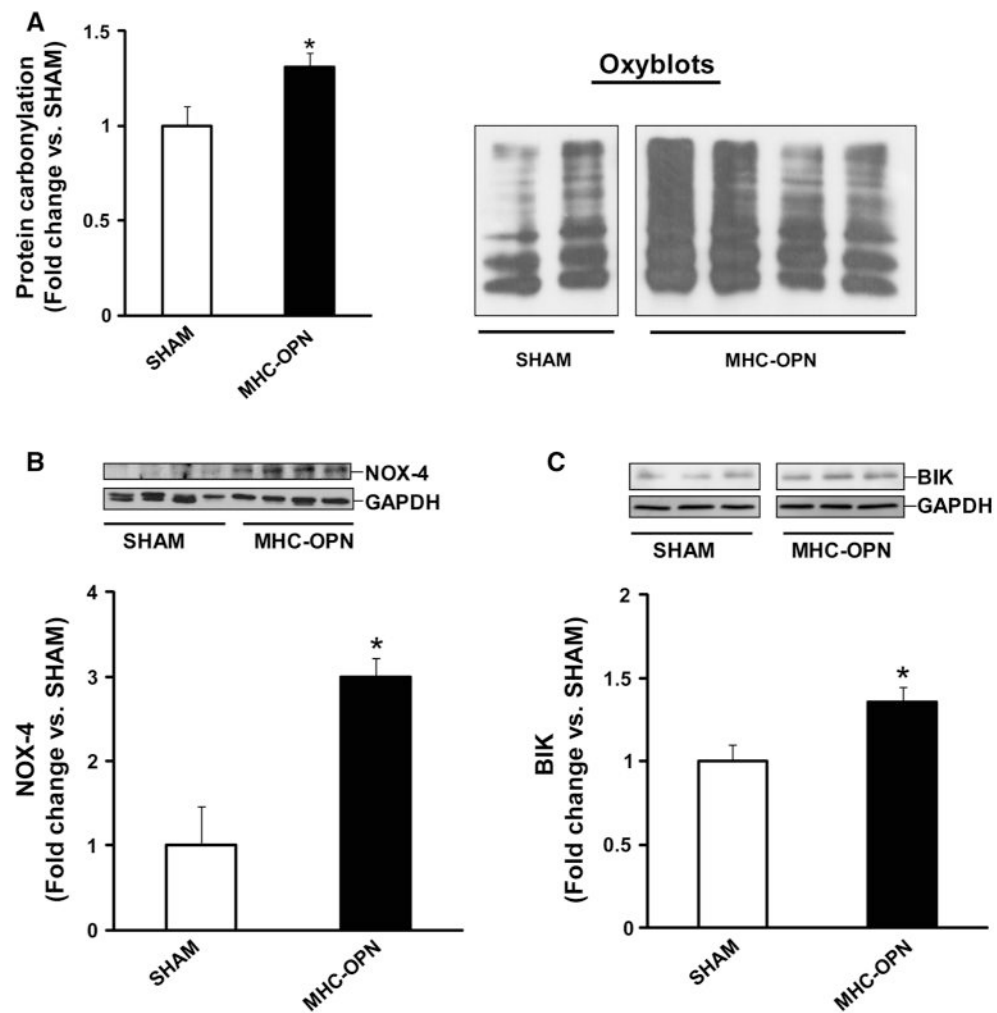 A
Protein carbonylation
(Fold change vs. SHAM)
1.5
1
0.5
0
*
SHAM
MHC-OPN
Oxyblots
SHAM
MHC-OPN
B
NOX-4
GAPDH
SHAM
MHC-OPN
NOX-4
(Fold change vs. SHAM)
4
3
2
1
0
*
SHAM
MHC-OPN
C
BIK
GAPDH
SHAM
MHC-OPN
BIK
(Fold change vs. SHAM)
2
1.5
1
0.5
0
*
SHAM
MHC-OPN